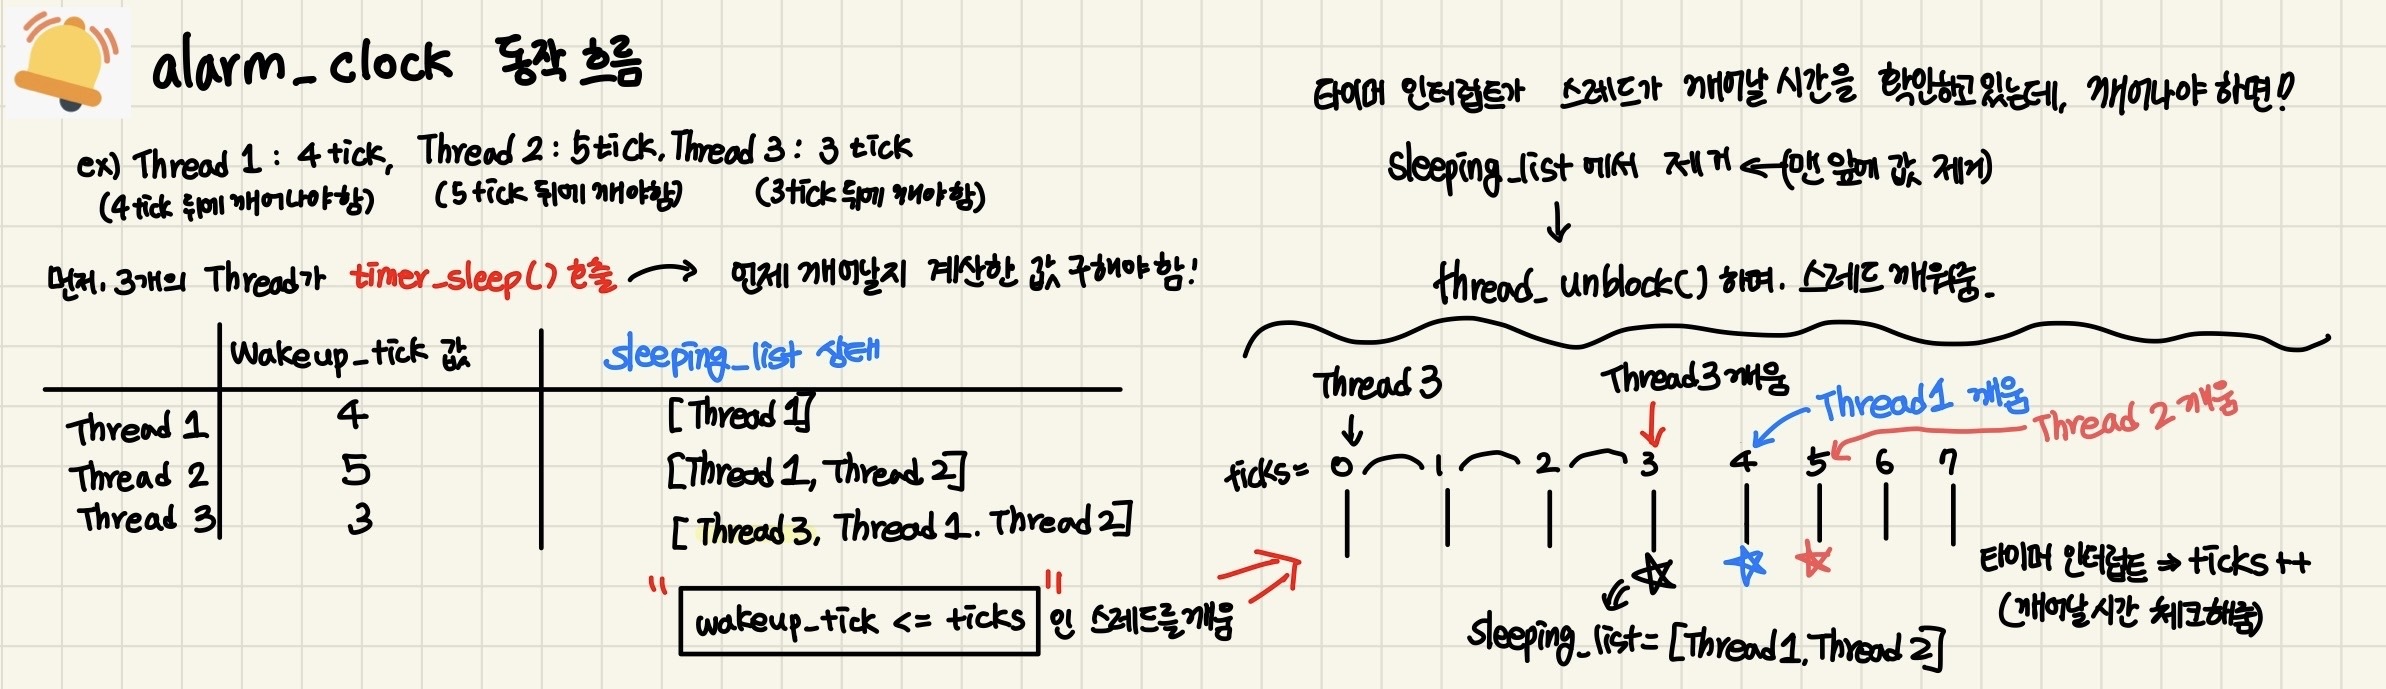 alarm_clock 동작 흐름
ex) Thread 1 : 4 tick, Thread 2 : 5 tick, Thread 3 : 3 tick
(4 tick 뒤에 깨어나야함) (5 tick 뒤에 깨야함) (3 tick 뒤에 깨야함)
먼저, 3개의 Thread가 timer_sleep() 호출 → 언제 깨어날지 계산한 값 구해야 함!
wakeup_tick 값 sleeping_list 상태
Thread 1 4 [Thread 1]
Thread 2 5 [Thread 1, Thread 2]
Thread 3 3 [Thread 3, Thread 1. Thread 2]
" wakeup_tick <= ticks " 인 스레드를 깨움
타이머 인터럽트가 스레드가 깨어날 시간을 확인하고 있는데, 깨어나야 하면!
sleeping_list 에서 제거 ← (맨 앞에 값 제거)
↓
thread_unblock() 하며. 스레드 깨워줌.
Thread 3 Thread3 깨움 Thread 1 깨움 Thread 2 깨움
ticks= 0 1 2 3 4 5 6 7
타이머 인터럽트 ⇒ ticks ++
(깨어날 시간 체크해줌)
sleeping_list = [Thread 1, Thread 2]